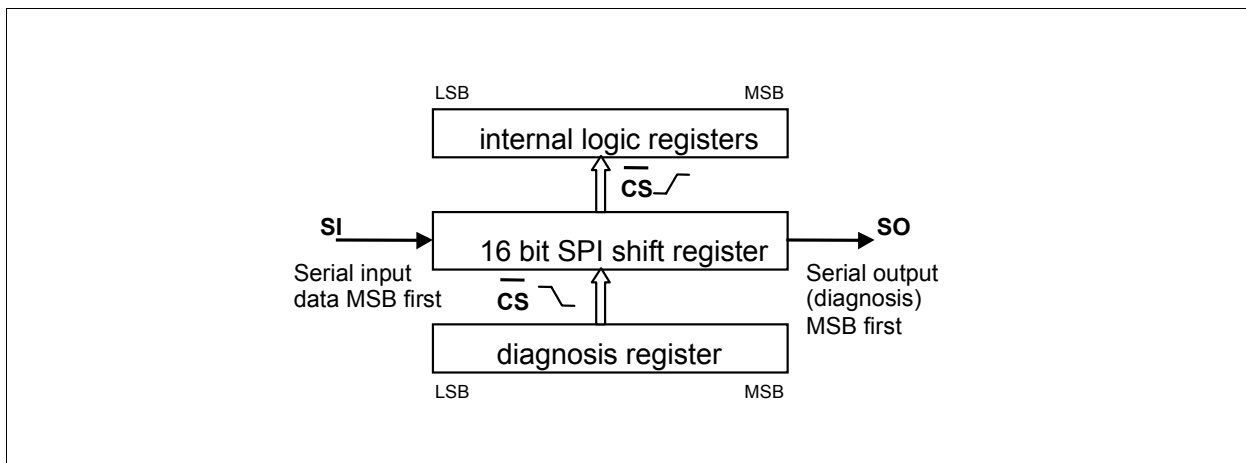 LSB MSB
internal logic registers
CS
SI SO
16 bit SPI shift register
Serial input
data MSB first
Serial output
(diagnosis)
MSB first
CS
diagnosis register
LSB MSB